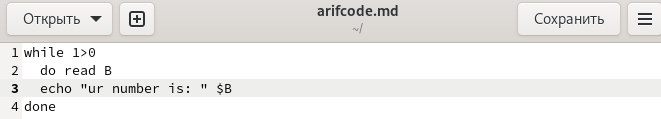 Открыть
arifcode.md
~/
Сохранить
1 while 1>0
2   do read B
3   echo "ur number is: " $B
4 done